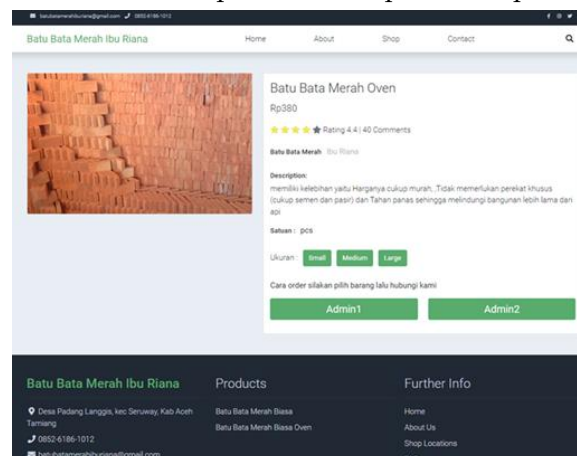 batubatamerahiburiana@gmail.com 0852-6186-1012
Batu Bata Merah Ibu Riana Home About Shop Contact
Batu Bata Merah Oven
Rp380
Rating 4.4 | 40 Comments
Batu Bata Merah Ibu Riana
Description:
memiliki kelebihan yaitu Harganya cukup murah, ,Tidak memerlukan perekat khusus
(cukup semen dan pasir) dan Tahan panas sehingga melindungi bangunan lebih lama dari
api
Satuan : pcs
Ukuran : Small Medium Large
Cara order silakan pilih barang lalu hubungi kami
Admin1 Admin2
Batu Bata Merah Ibu Riana
Desa Padang Langgis, kec Seruway, Kab Aceh
Tamiang
0852-6186-1012
batubatamerahiburiana@gmail.com
Products
Batu Bata Merah Biasa
Batu Bata Merah Biasa Oven
Further Info
Home
About Us
Shop Locations